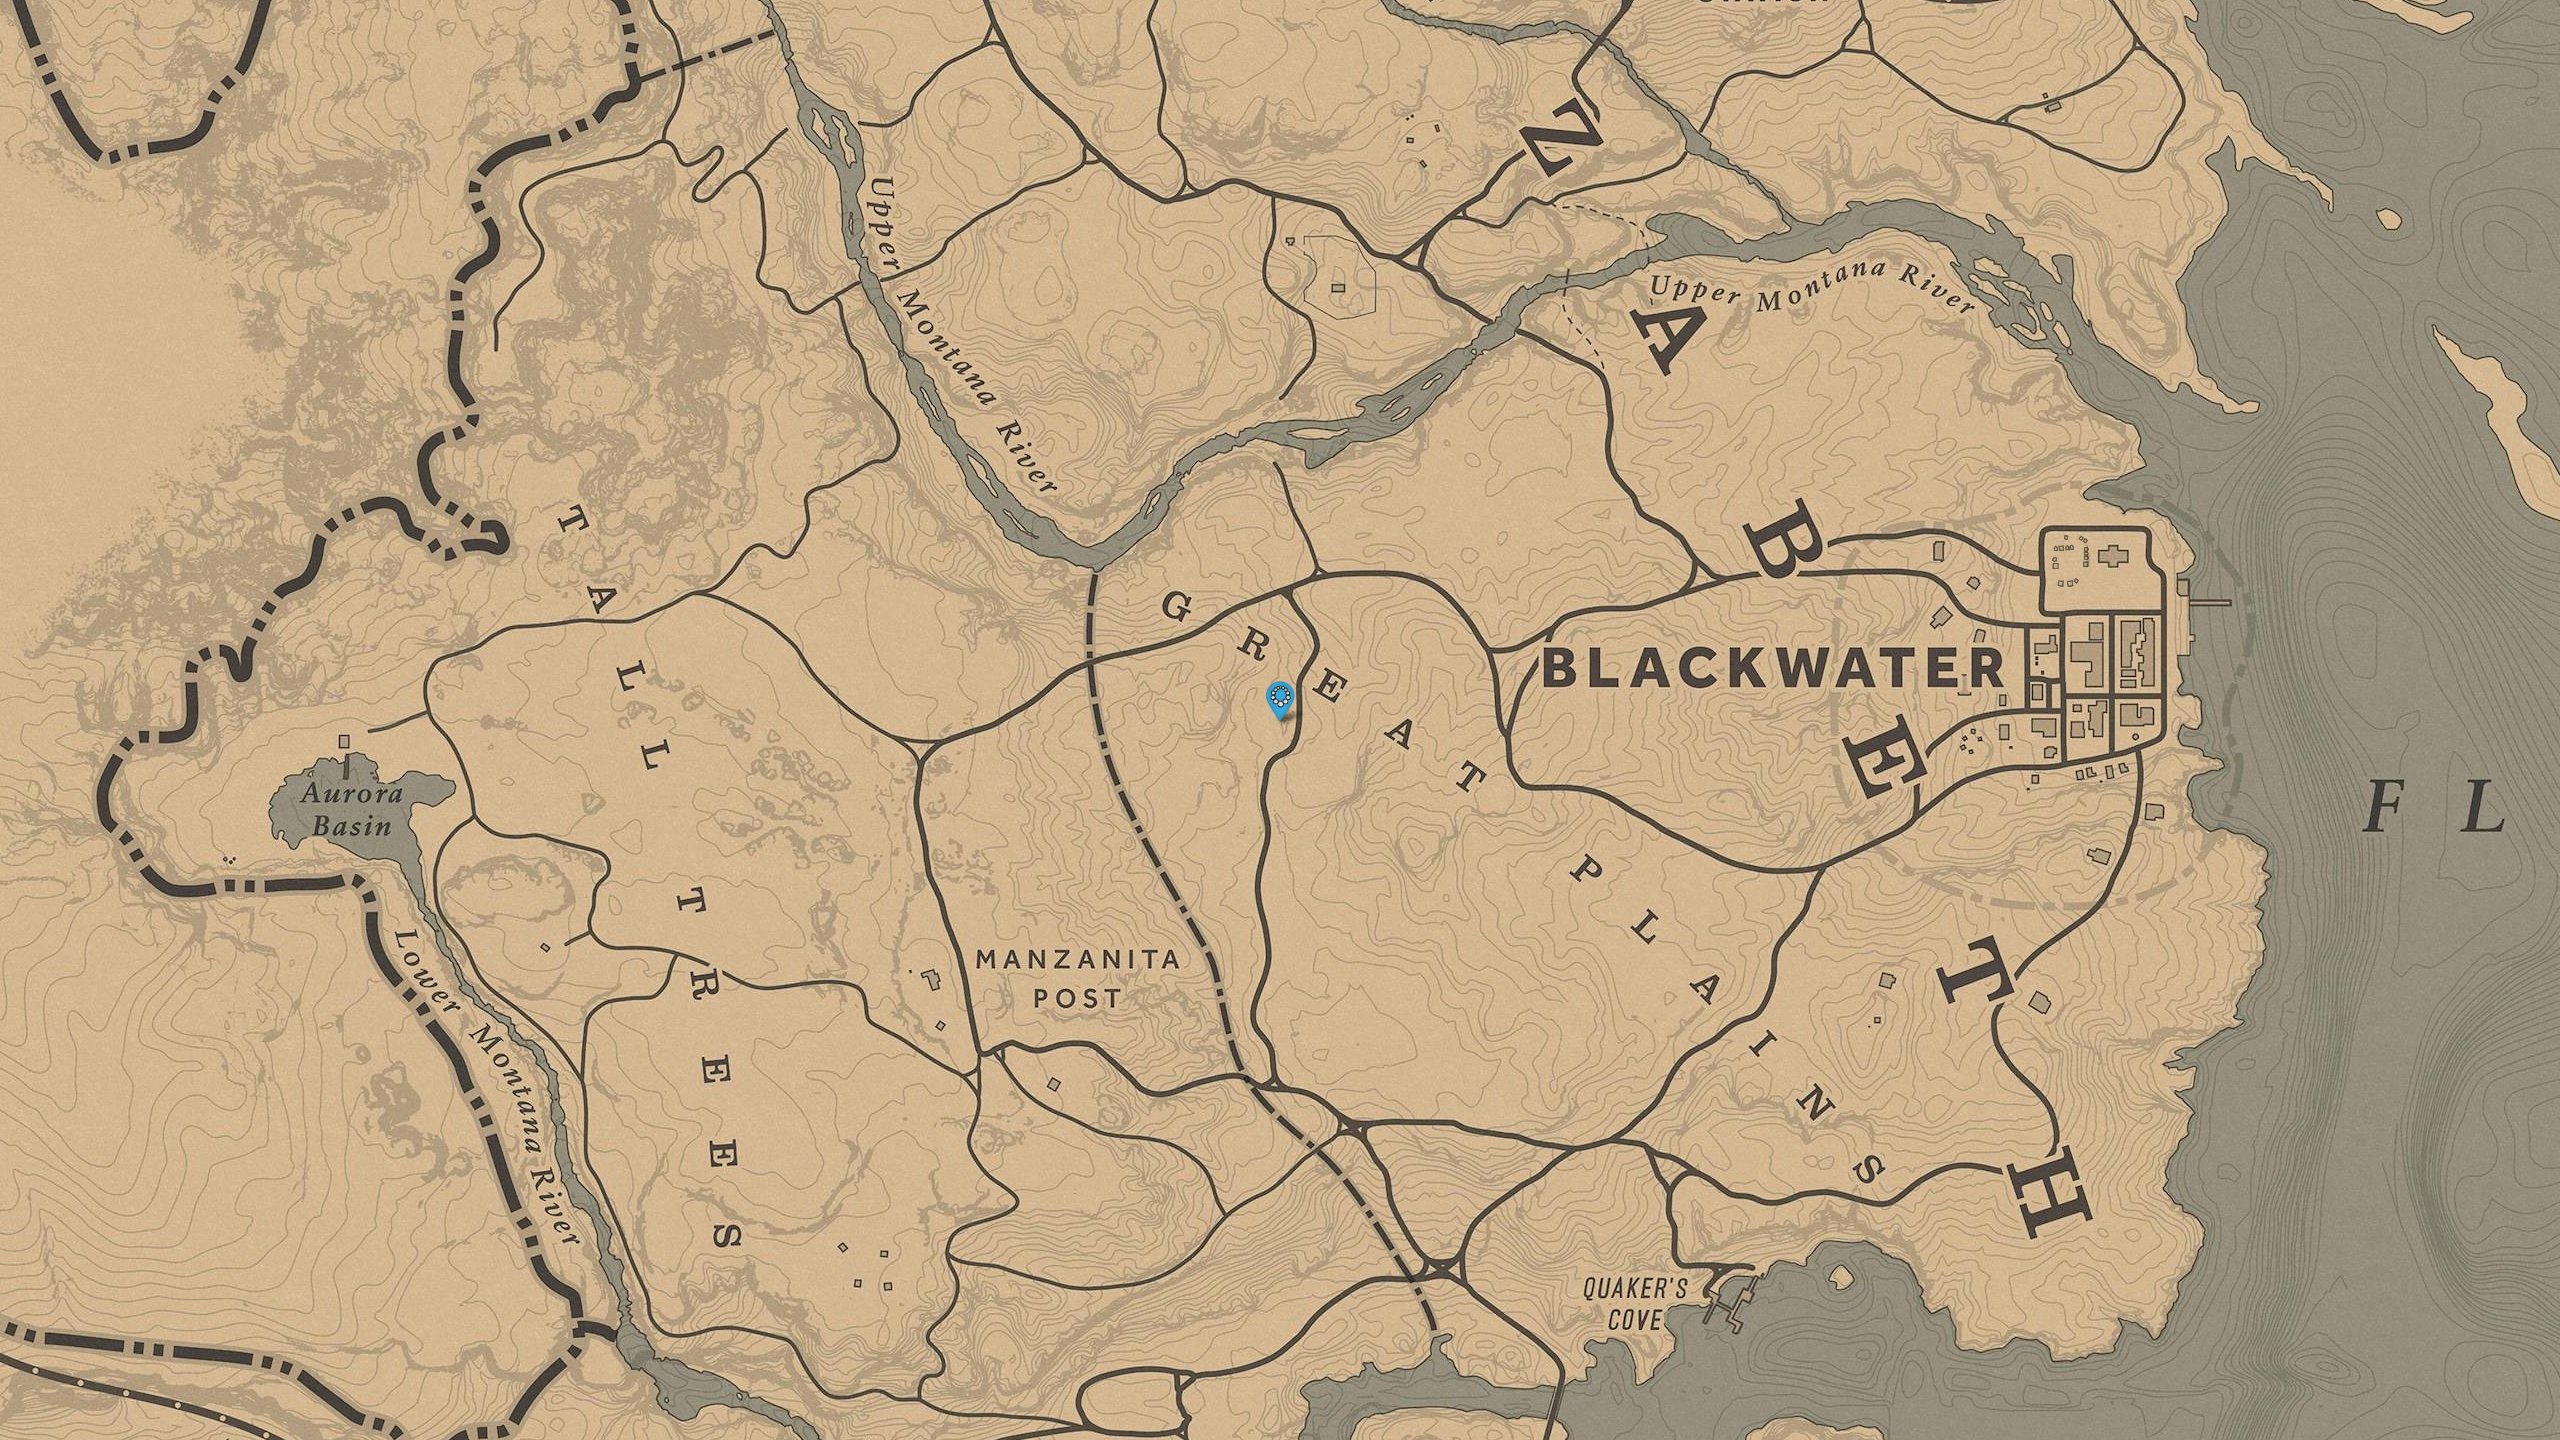 Upper
Montana River
Upper Montana River
Z
A
B
E
T
H
TALL
TREES
GREAT
PLAINS
BLACKWATER
Aurora
Basin
Lower Montana River
MANZANITA
POST
QUAKER'S
COVE
F L